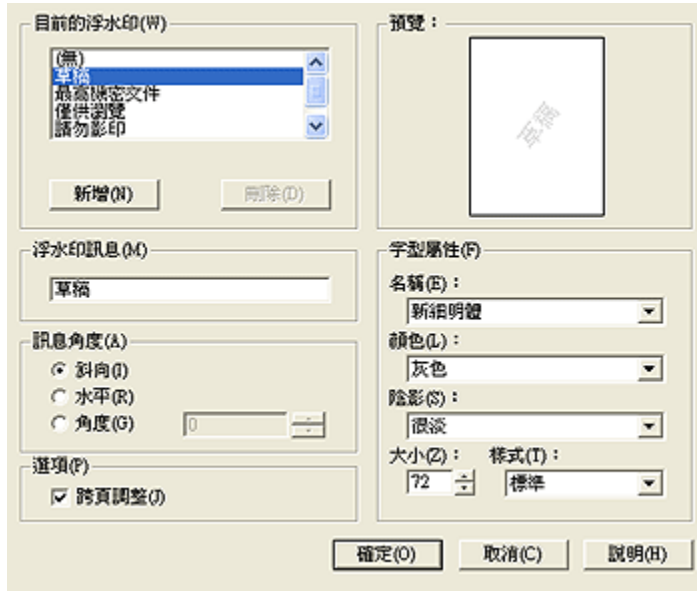 目前的浮水印(W)
(無)
草稿
最高機密文件
僅供瀏覽
請勿影印
新增(N)
刪除(D)
預覽：
草稿
浮水印訊息(M)
草稿
訊息角度(A)
斜向(I)
水平(R)
角度(G)
0
選項(P)
跨頁調整(J)
字型屬性(F)
名稱(E)：
新細明體
顏色(L)：
灰色
陰影(S)：
很淡
大小(Z)：
樣式(T)：
72
標準
確定(O)
取消(C)
說明(H)